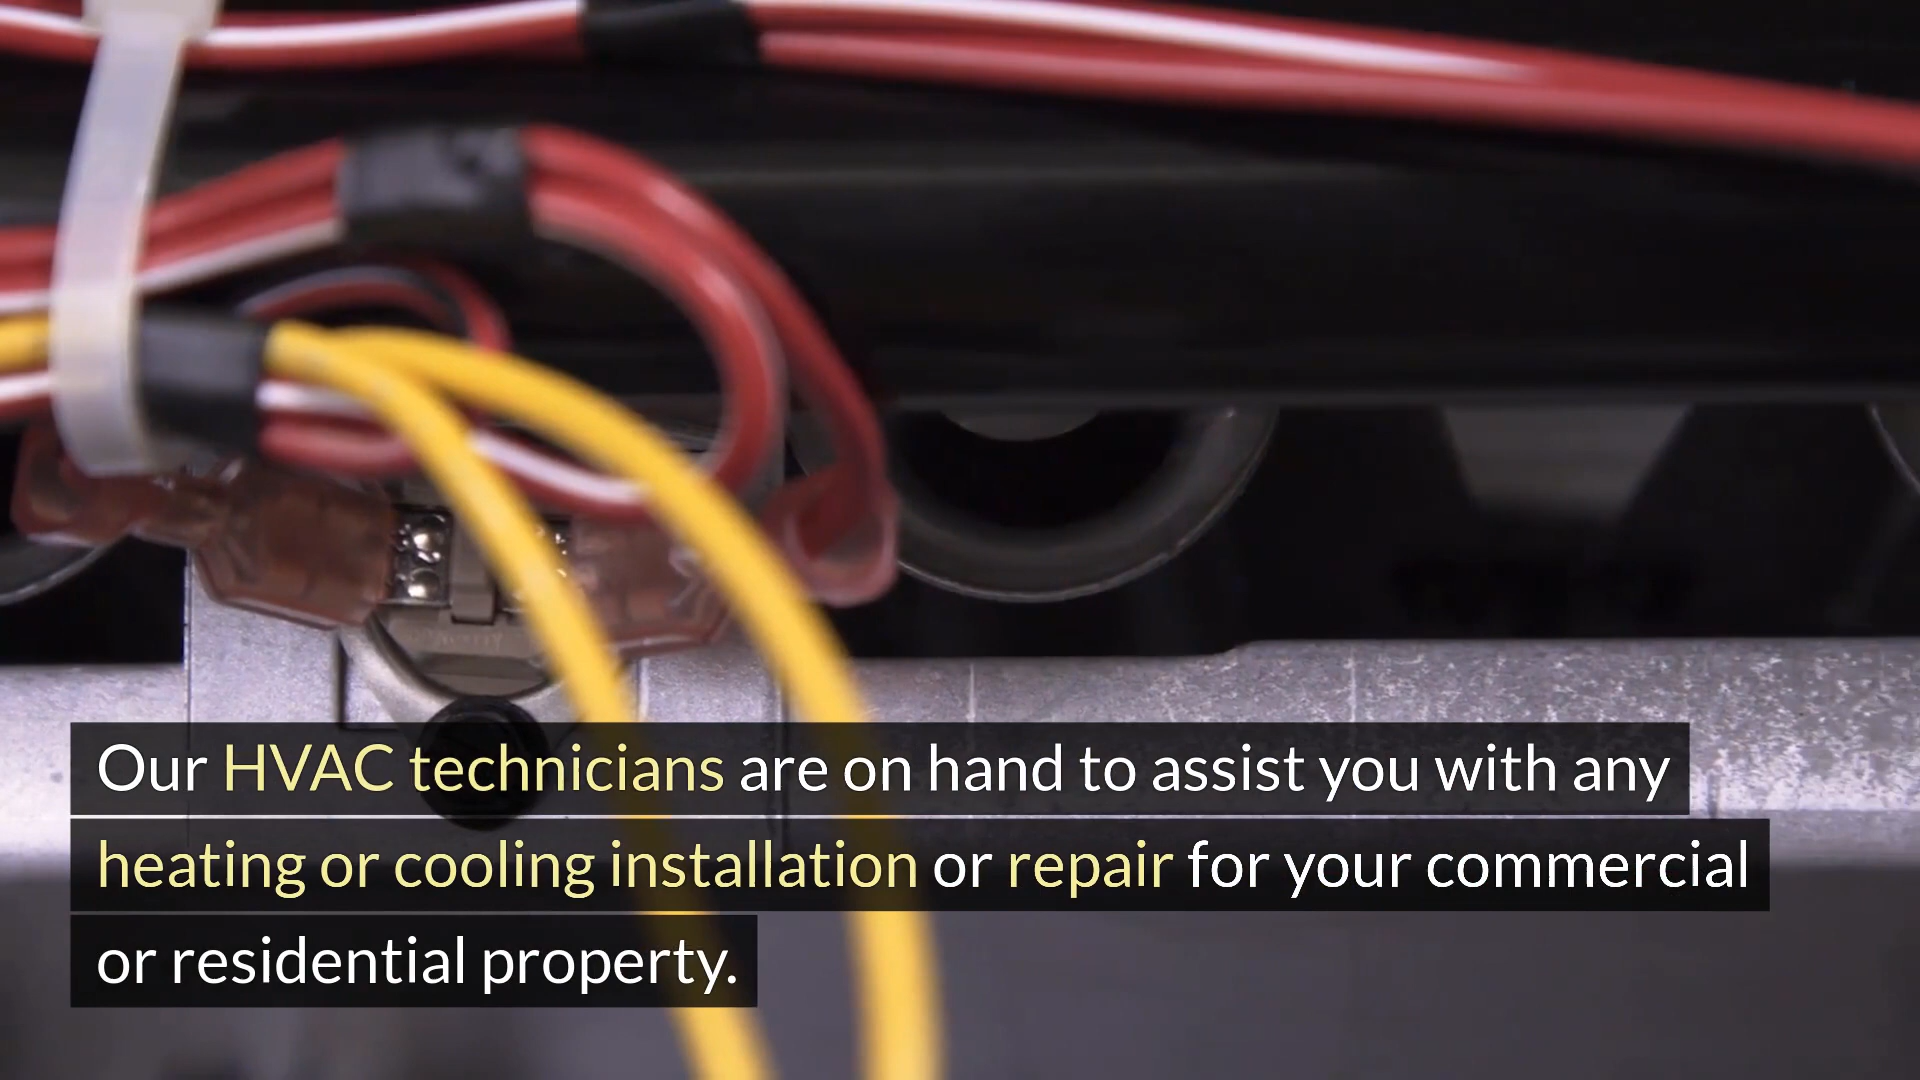 Our HVAC technicians are on hand to assist you with any
heating or cooling installation or repair for your commercial
or residential property.